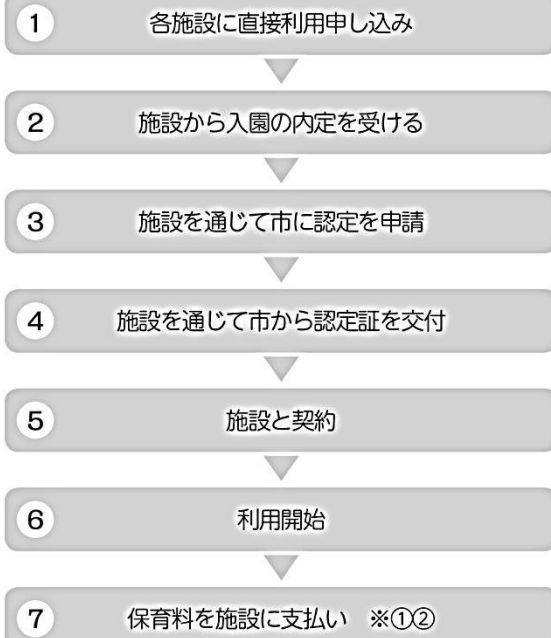 1 各施設に直接利用申し込み
2 施設から入園の内定を受ける
3 施設を通じて市に認定を申請
4 施設を通じて市から認定証を交付
5 施設と契約
6 利用開始
7 保育料を施設に支払い ※①②